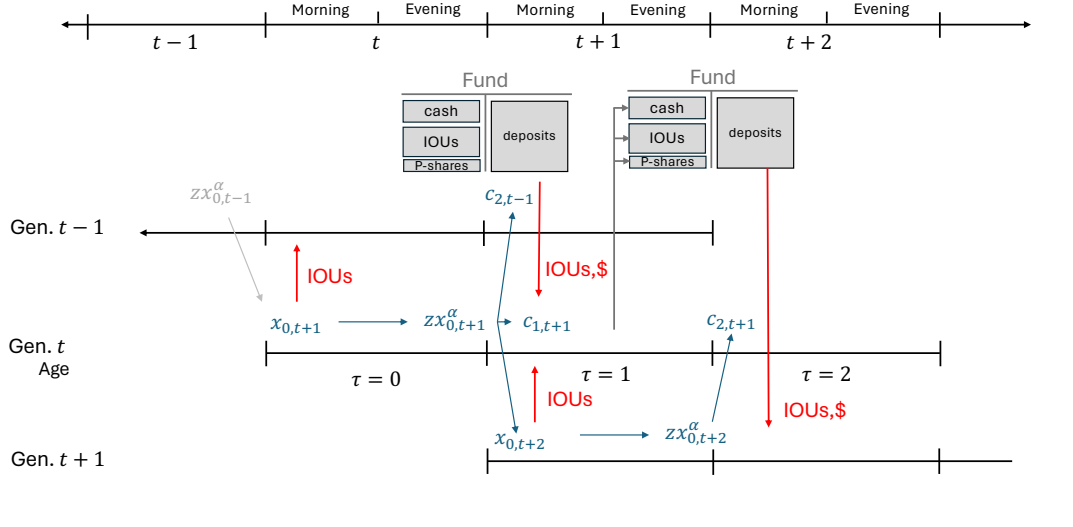 Morning Evening Morning Evening Morning Evening
t − 1 t t + 1 t + 2
Fund Fund
cash deposits cash deposits
IOUs IOUs
P-shares P-shares
zx^α_{0,t−1} c_{2,t−1}
Gen. t − 1
IOUs IOUs,$
x_{0,t+1} zx^α_{0,t+1} c_{1,t+1} c_{2,t+1}
Gen. t
Age τ = 0 τ = 1 τ = 2
IOUs IOUs,$
x_{0,t+2} zx^α_{0,t+2}
Gen. t + 1